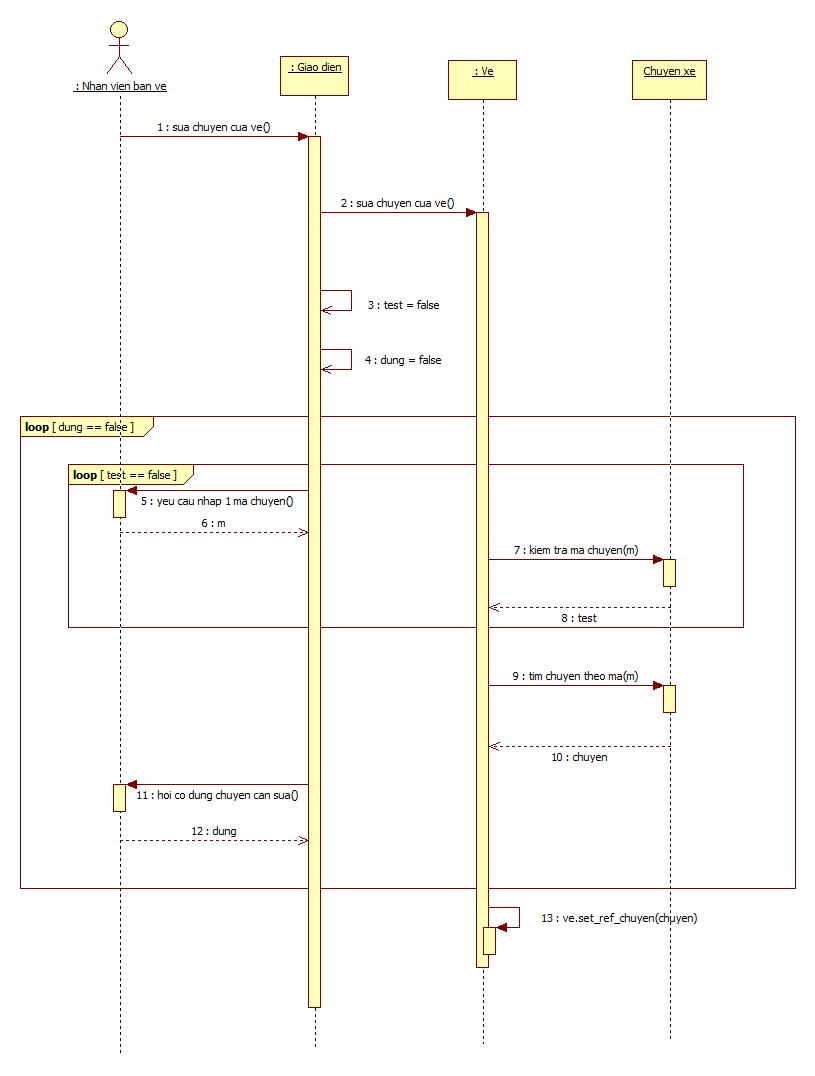 : Nhan vien ban ve
: Giao dien
: Ve
Chuyen xe
1 : sua chuyen cua ve()
2 : sua chuyen cua ve()
3 : test = false
4 : dung = false
loop [ dung == false ]
loop [ test == false ]
5 : yeu cau nhap 1 ma chuyen()
6 : m
7 : kiem tra ma chuyen(m)
8 : test
9 : tim chuyen theo ma(m)
10 : chuyen
11 : hoi co dung chuyen can sua()
12 : dung
13 : ve.set_ref_chuyen(chuyen)